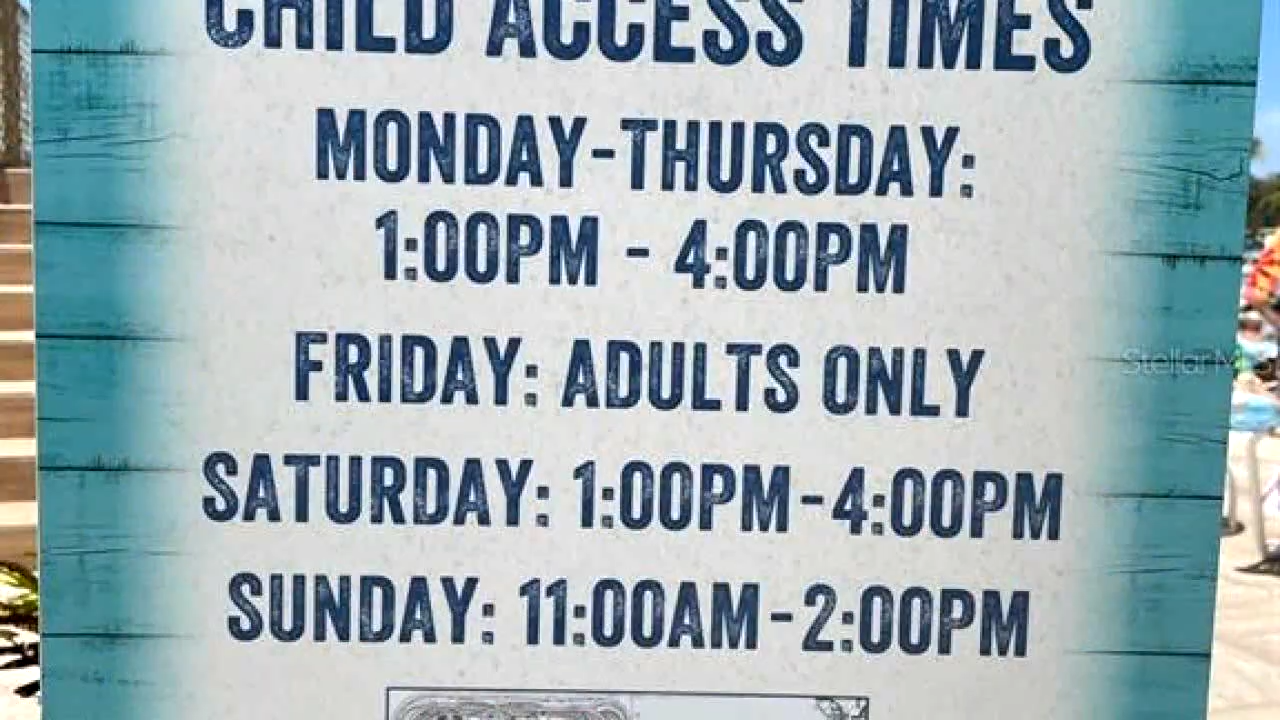 CHILD ACCESS TIMES
MONDAY-THURSDAY:
1:00PM - 4:00PM
FRIDAY: ADULTS ONLY
SATURDAY: 1:00PM-4:00PM
SUNDAY: 11:00AM-2:00PM